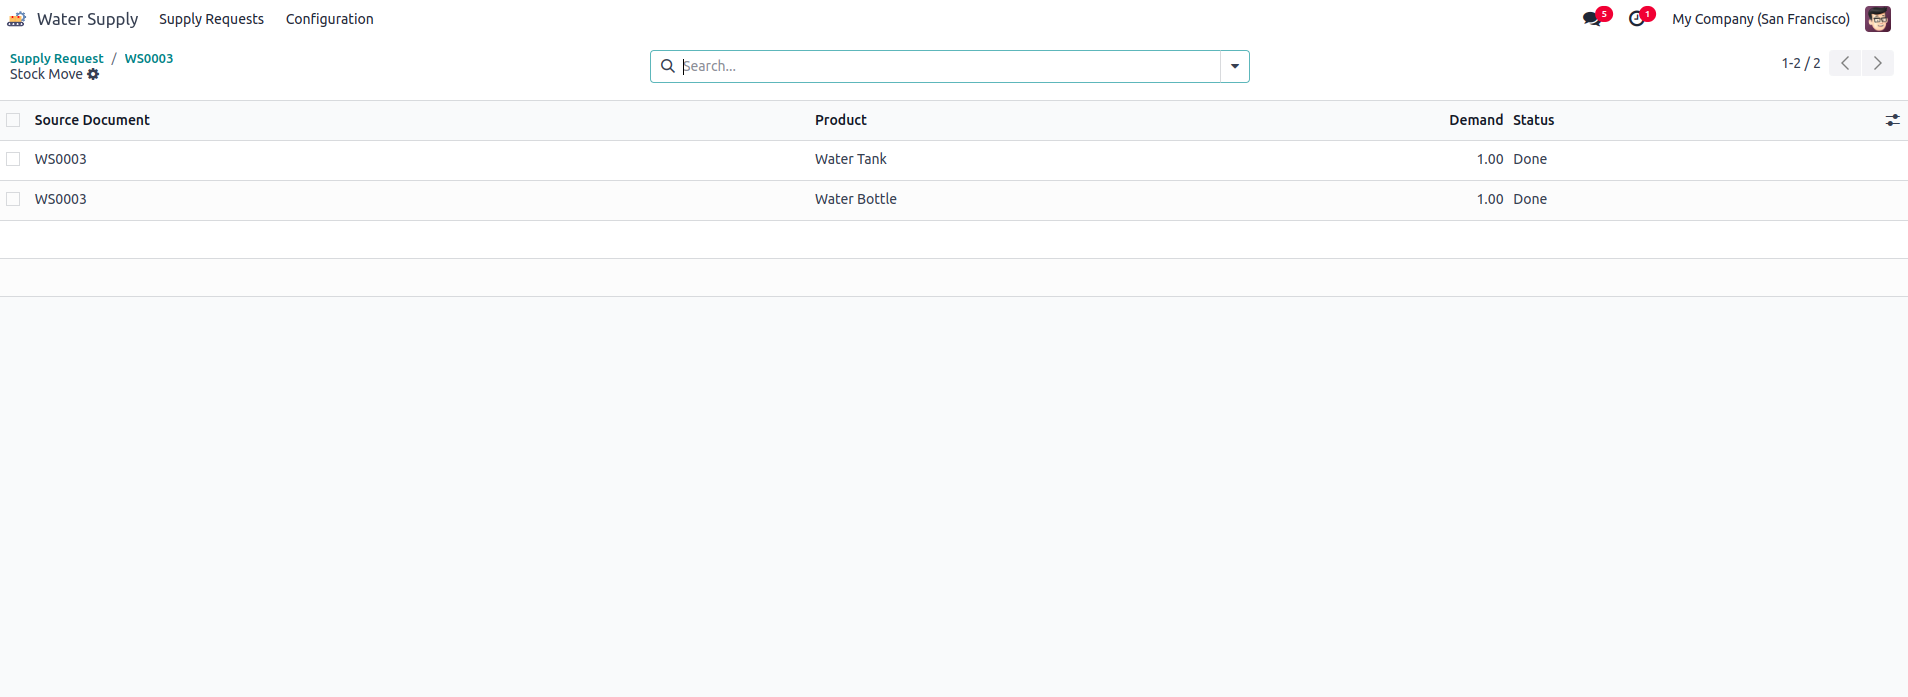 Water Supply Supply Requests Configuration 5 1 My Company (San Francisco)
Supply Request / WS0003
Stock Move
Search...
1-2 / 2
Source Document Product Demand Status
WS0003 Water Tank 1.00 Done
WS0003 Water Bottle 1.00 Done